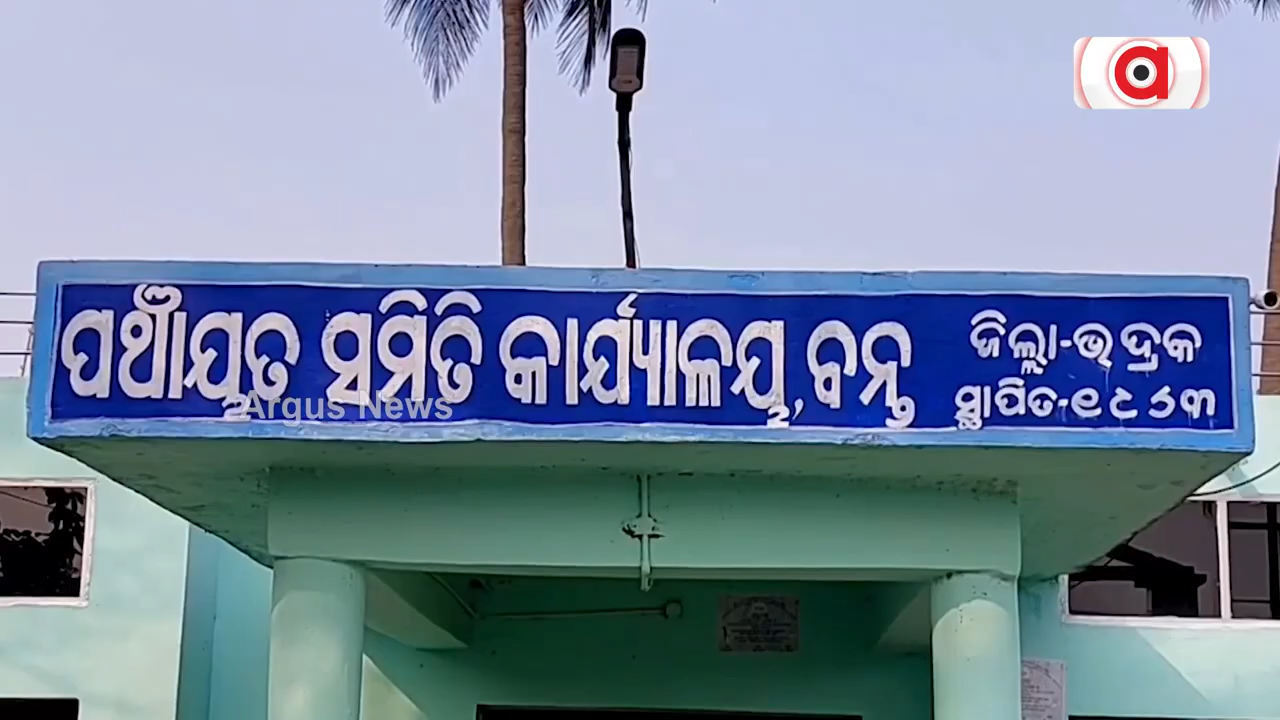 ପଞ୍ଚାୟତ ସମିତି କାର୍ଯ୍ୟାଳୟ, ବନ୍ତ
ଜିଲ୍ଲା-ଭଦ୍ରକ
ସ୍ଥାପିତ-୧୯୬୩
Argus News